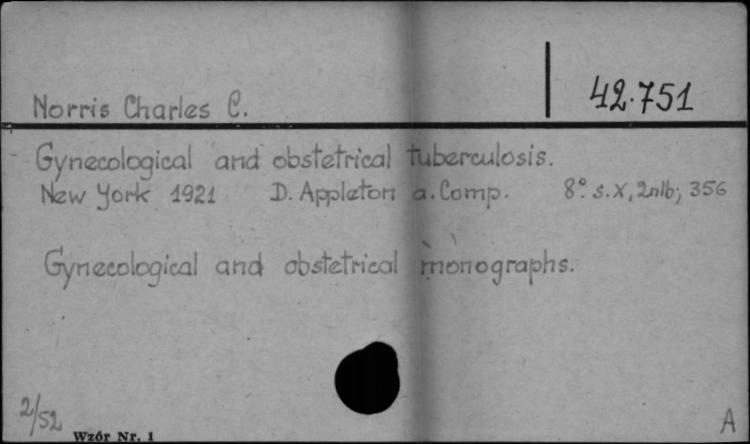 42.751
Norris Charles C.
Gynecological and obstetrical tuberculosis.
New York 1921 D. Appleton a. Comp. 8° s. X, 2nlb; 356
Gynecological and obstetrical monographs.
2/52
Wzór Nr. 1
A